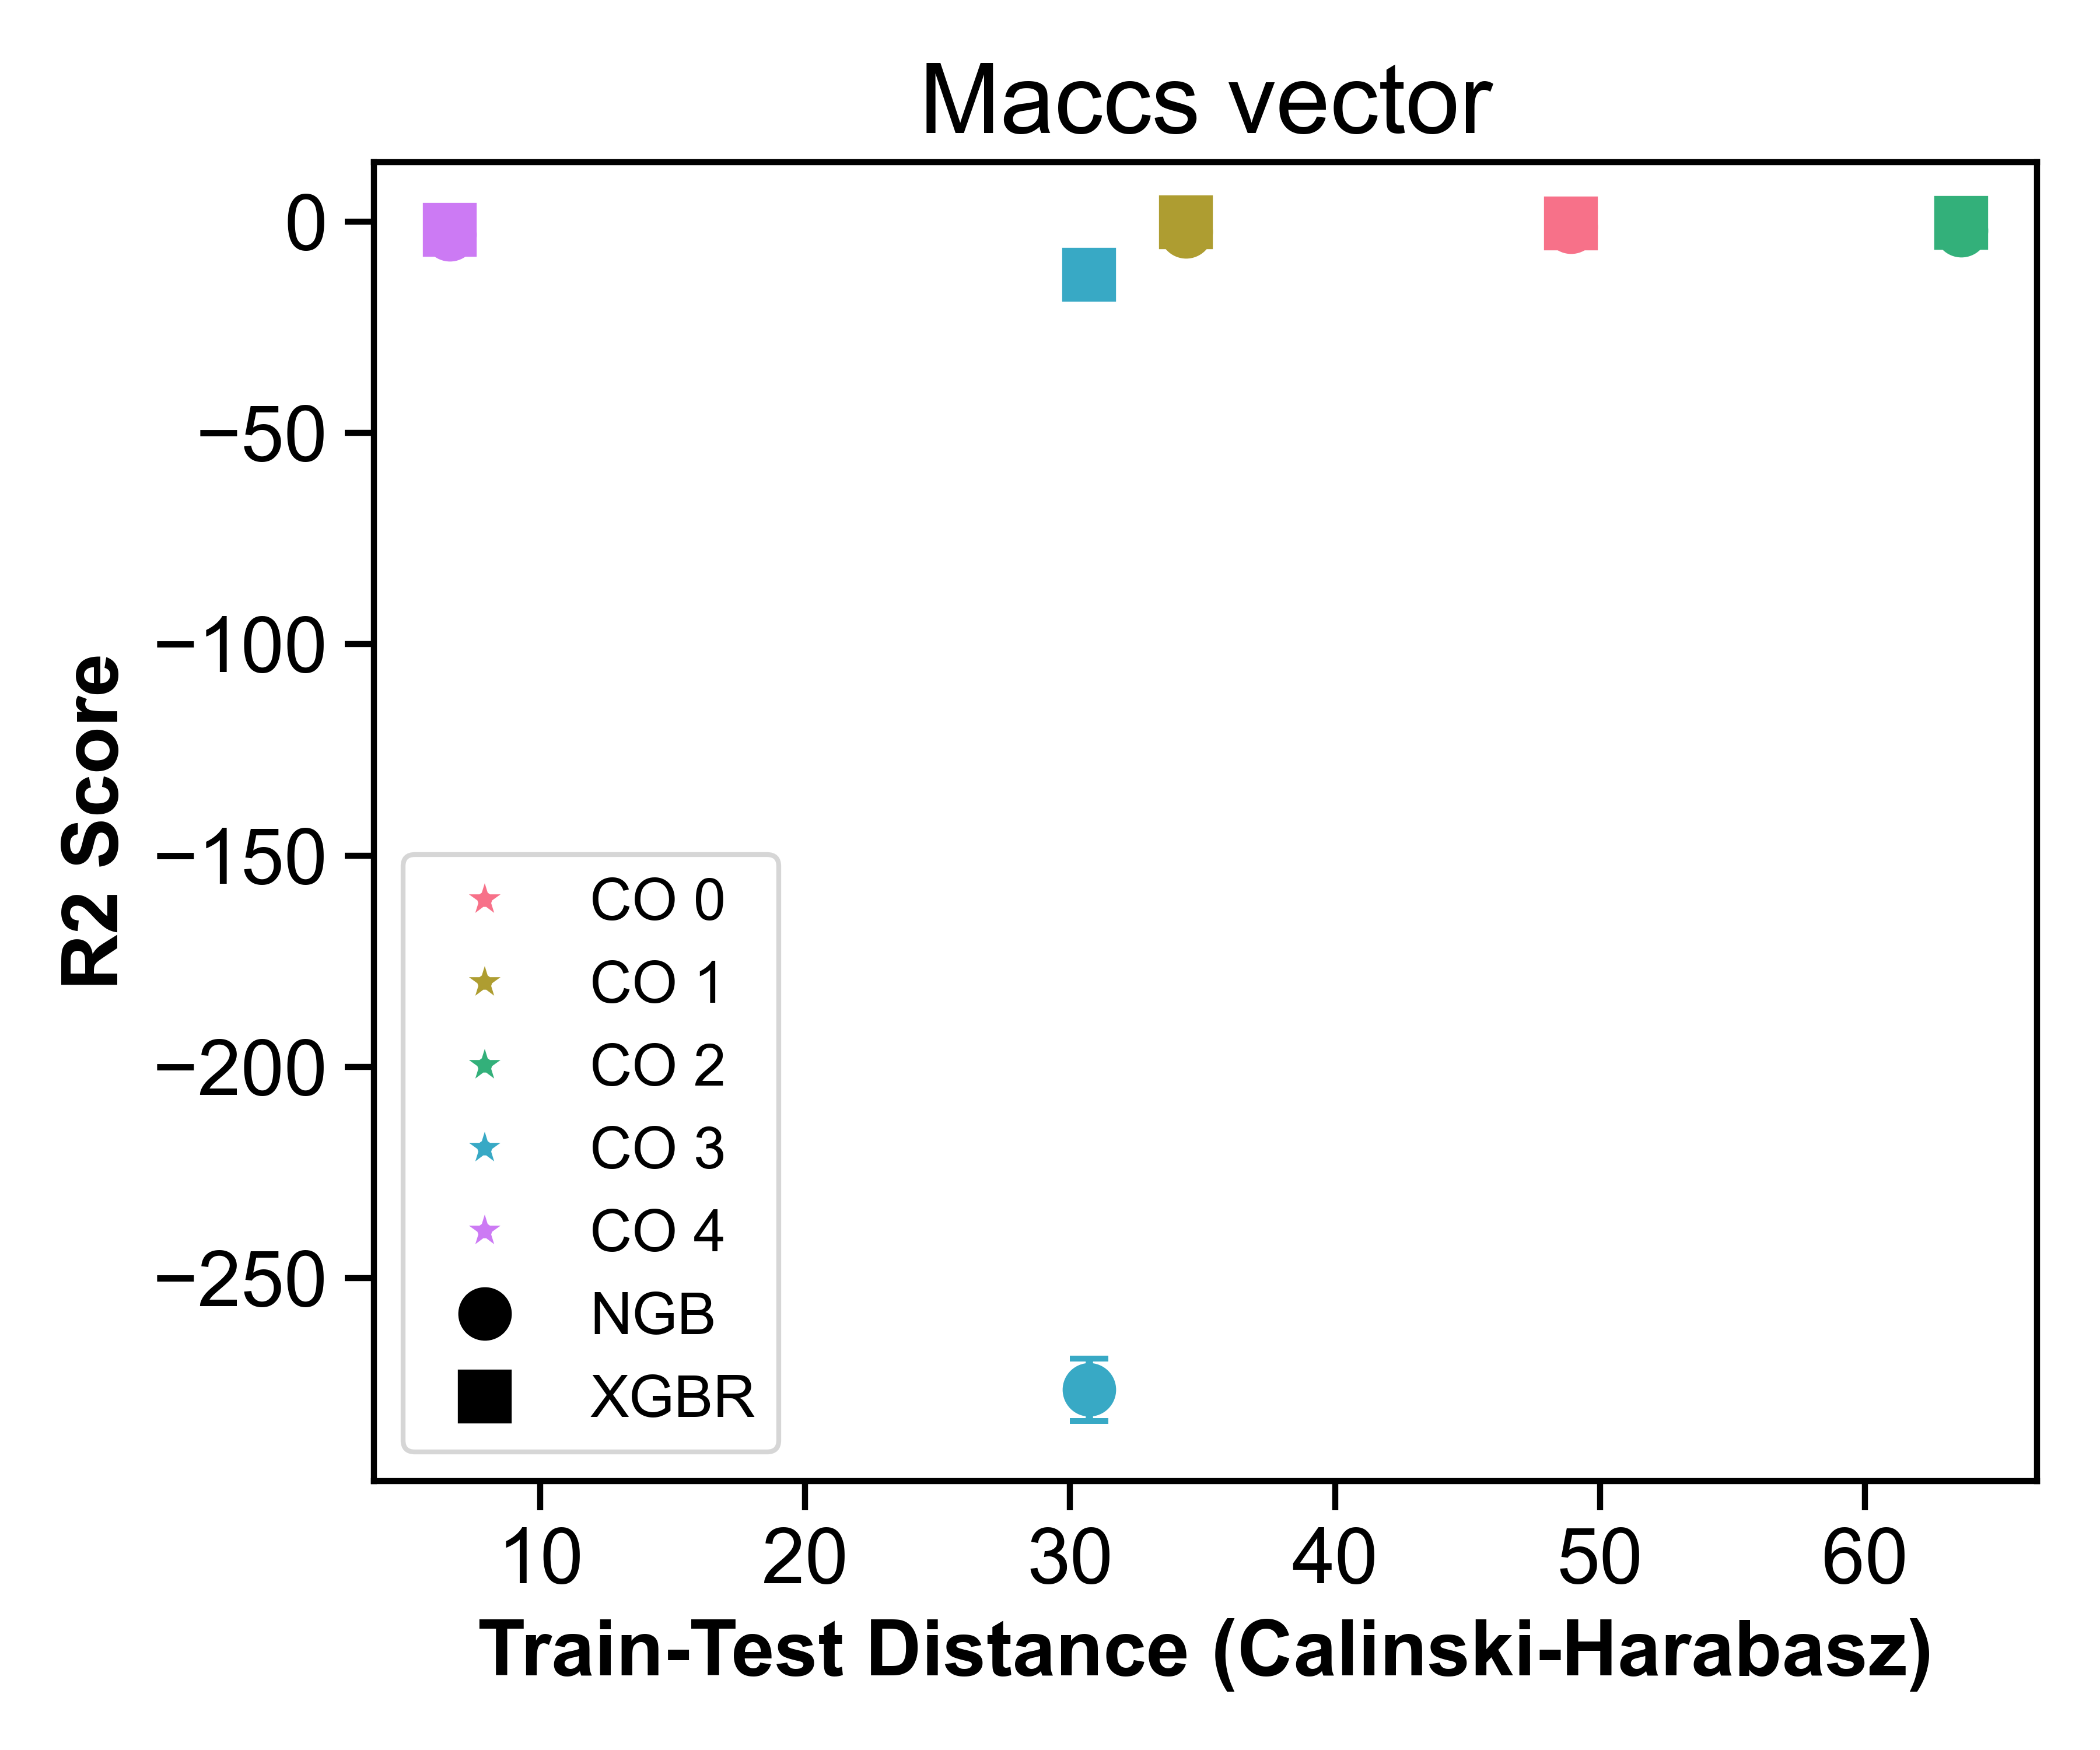 Maccs vector
R2 Score
0
−50
−100
−150
−200
−250
CO 0
CO 1
CO 2
CO 3
CO 4
NGB
XGBR
10 20 30 40 50 60
Train-Test Distance (Calinski-Harabasz)